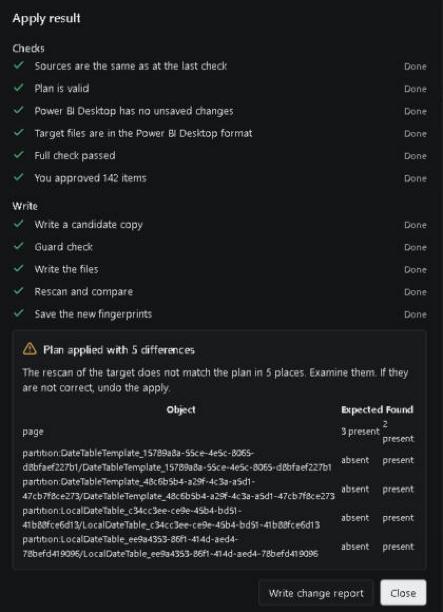 Apply result
Checks
Sources are the same as at the last check Done
Plan is valid Done
Power BI Desktop has no unsaved changes Done
Target files are in the Power BI Desktop format Done
Full check passed Done
You approved 142 items Done
Write
Write a candidate copy Done
Guard check Done
Write the files Done
Rescan and compare Done
Save the new fingerprints Done
Plan applied with 5 differences
The rescan of the target does not match the plan in 5 places. Examine them. If they
are not correct, undo the apply.
Object Expected Found
page 3 present 2 present
partition:DateTableTemplate_15789a8a-55ce-4e5c-8065-
d8bfaef227b1/DateTableTemplate_15789a8a-55ce-4e5c-8065-d8bfaef227b1 absent present
partition:DateTableTemplate_48c6b5b4-a29f-4c3a-a5d1-
47cb7f8ce273/DateTableTemplate_48c6b5b4-a29f-4c3a-a5d1-47cb7f8ce273 absent present
partition:LocalDateTable_c34cc3ee-ce9e-45b4-bd51-
41b88fce6d13/LocalDateTable_c34cc3ee-ce9e-45b4-bd51-41b88fce6d13 absent present
partition:LocalDateTable_ee9a4353-86f1-414d-aed4-
78befd419096/LocalDateTable_ee9a4353-86f1-414d-aed4-78befd419096 absent present
Write change report Close